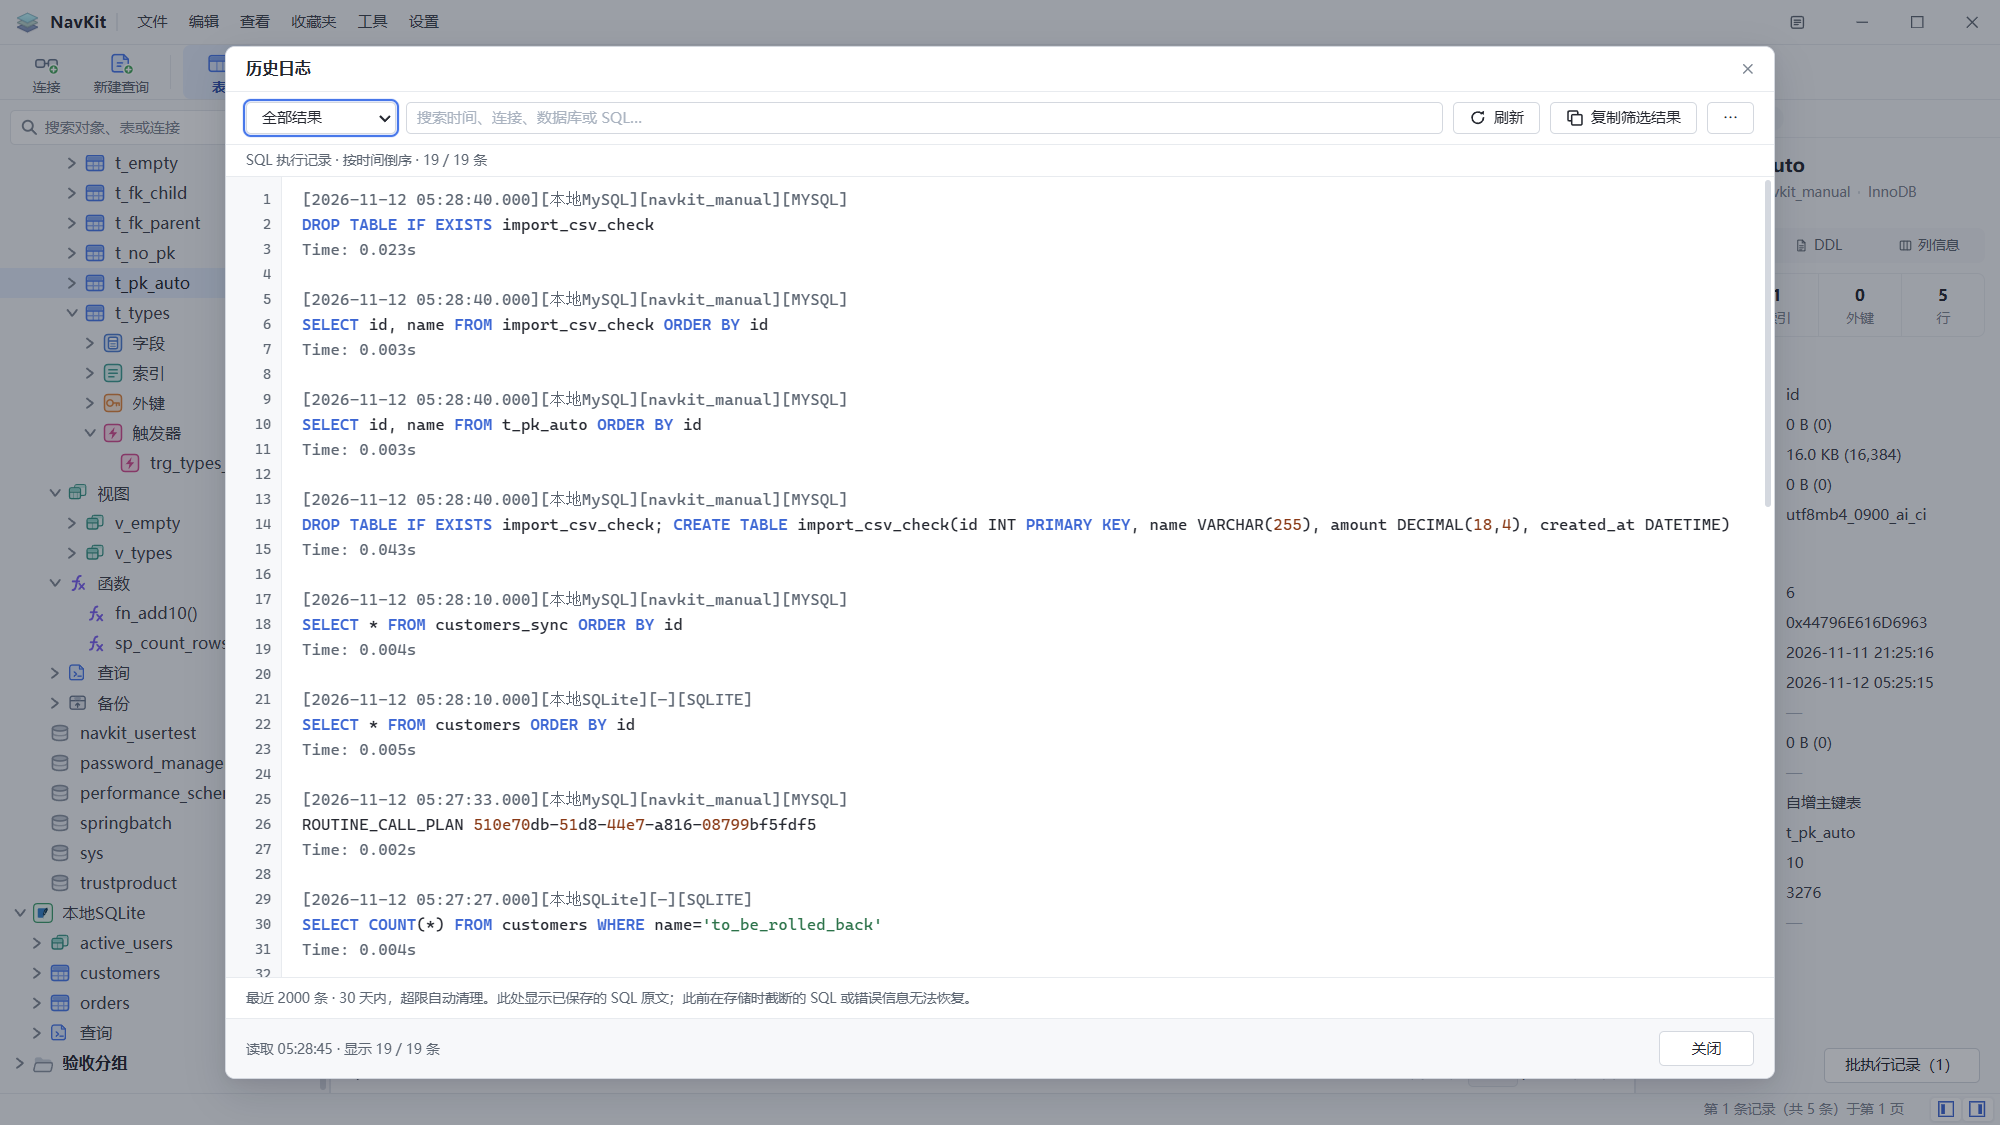 NavKit 文件 编辑 查看 收藏夹 工具 设置
连接 新建查询 表
搜索对象、表或连接
t_empty
t_fk_child
t_fk_parent
t_no_pk
t_pk_auto
t_types
字段
索引
外键
触发器
trg_types_
视图
v_empty
v_types
函数
fn_add10()
sp_count_rows
查询
备份
navkit_usertest
password_manage
performance_scher
springbatch
sys
trustproduct
本地SQLite
active_users
customers
orders
查询
验收分组
历史日志
全部结果 搜索时间、连接、数据库或 SQL... 刷新 复制筛选结果 ...
SQL 执行记录 · 按时间倒序 · 19 / 19 条
1 [2026-11-12 05:28:40.000][本地MySQL][navkit_manual][MYSQL]
2 DROP TABLE IF EXISTS import_csv_check
3 Time: 0.023s
4
5 [2026-11-12 05:28:40.000][本地MySQL][navkit_manual][MYSQL]
6 SELECT id, name FROM import_csv_check ORDER BY id
7 Time: 0.003s
8
9 [2026-11-12 05:28:40.000][本地MySQL][navkit_manual][MYSQL]
10 SELECT id, name FROM t_pk_auto ORDER BY id
11 Time: 0.003s
12
13 [2026-11-12 05:28:40.000][本地MySQL][navkit_manual][MYSQL]
14 DROP TABLE IF EXISTS import_csv_check; CREATE TABLE import_csv_check(id INT PRIMARY KEY, name VARCHAR(255), amount DECIMAL(18,4), created_at DATETIME)
15 Time: 0.043s
16
17 [2026-11-12 05:28:10.000][本地MySQL][navkit_manual][MYSQL]
18 SELECT * FROM customers_sync ORDER BY id
19 Time: 0.004s
20
21 [2026-11-12 05:28:10.000][本地SQLite][—][SQLITE]
22 SELECT * FROM customers ORDER BY id
23 Time: 0.005s
24
25 [2026-11-12 05:27:33.000][本地MySQL][navkit_manual][MYSQL]
26 ROUTINE_CALL_PLAN 510e70db-51d8-44e7-a816-08799bf5fdf5
27 Time: 0.002s
28
29 [2026-11-12 05:27:27.000][本地SQLite][—][SQLITE]
30 SELECT COUNT(*) FROM customers WHERE name='to_be_rolled_back'
31 Time: 0.004s
32
最近 2000 条 · 30 天内，超限自动清理。此处显示已保存的 SQL 原文；此前在存储时截断的 SQL 或错误信息无法恢复。
读取 05:28:45 · 显示 19 / 19 条 关闭
uto
vkit_manual · InnoDB
DDL 列信息
1 0 5
引 外键 行
id
0 B (0)
16.0 KB (16,384)
0 B (0)
utf8mb4_0900_ai_ci
6
0x44796E616D6963
2026-11-11 21:25:16
2026-11-12 05:25:15
—
0 B (0)
—
自增主键表
t_pk_auto
10
3276
—
批执行记录 (1)
第 1 条记录 (共 5 条) 于第 1 页